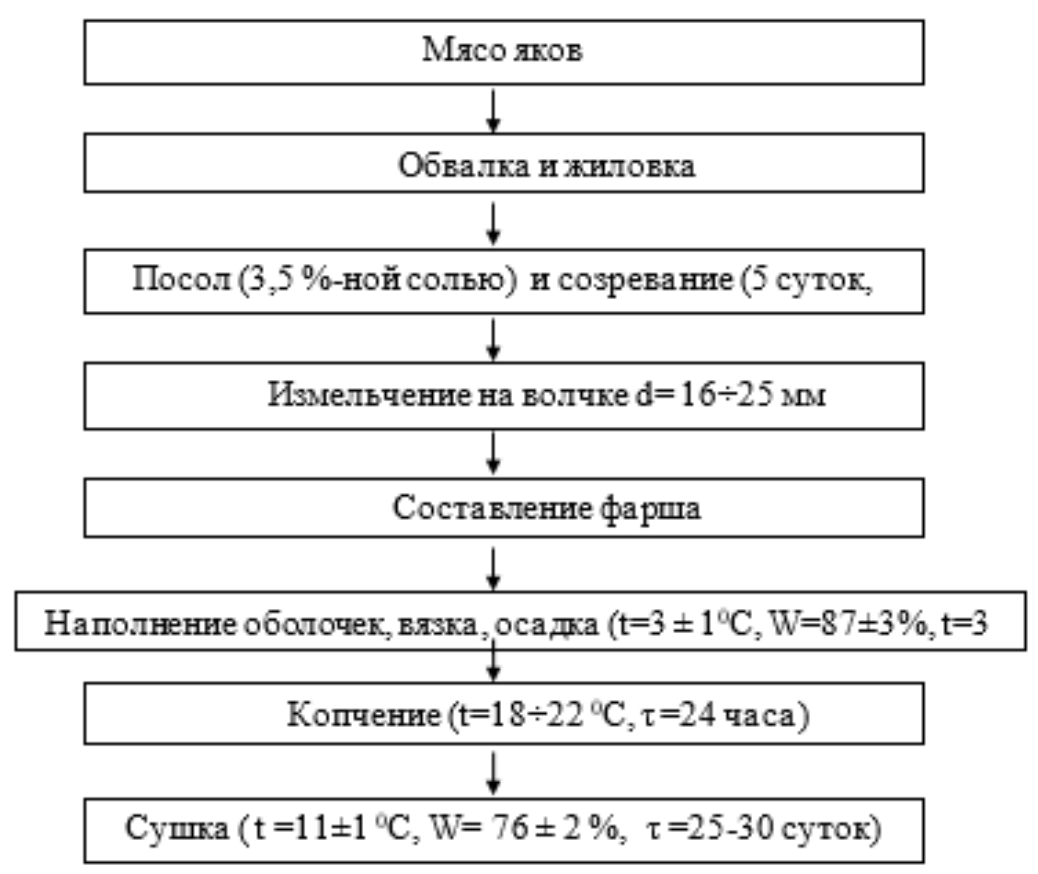 Мясо яков
Обвалка и жиловка
Посол (3,5 %-ной солью) и созревание (5 суток,
Измельчение на волчке d= 16÷25 мм
Составление фарша
Наполнение оболочек, вязка, осадка (t=3 ± 1⁰C, W=87±3%, t=3
Копчение (t=18÷22 ⁰C, τ=24 часа)
Сушка ( t =11±1 ⁰C, W= 76 ± 2 %, τ =25-30 суток)